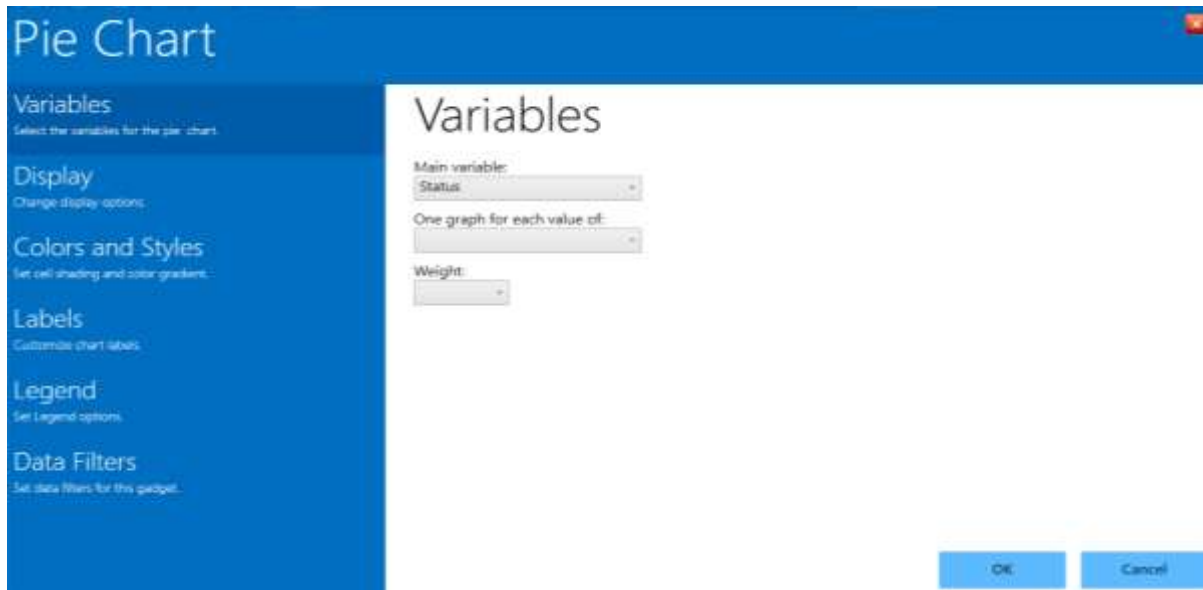 Pie Chart
Variables
Select the variables for the pie chart.
Display
Change display options.
Colors and Styles
Set cell shading and color gradient.
Labels
Customize chart labels.
Legend
Set Legend options.
Data Filters
Set data filters for this gadget.
Variables
Main variable:
Status
One graph for each value of:
Weight:
OK
Cancel